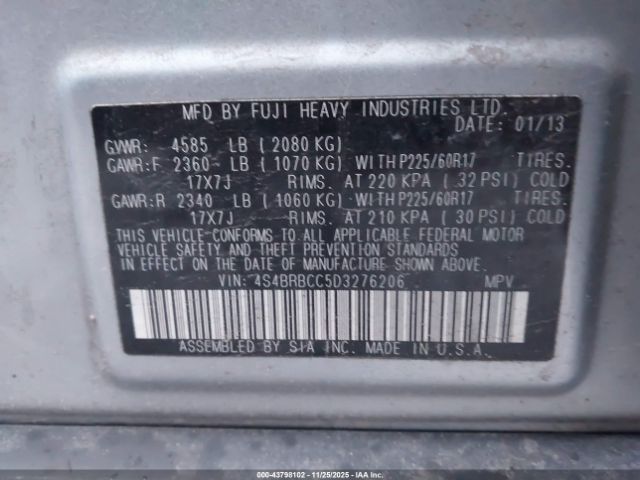 MFD BY FUJI HEAVY INDUSTRIES LTD.
DATE: 01/13
GVWR: 4585 LB ( 2080 KG)
GAWR:F 2360 LB ( 1070 KG) WITH P225/60R17 TIRES.
17X7J RIMS. AT 220 KPA ( 32 PSI) COLD
GAWR:R 2340 LB ( 1060 KG) WITH P225/60R17 TIRES.
17X7J RIMS. AT 210 KPA ( 30 PSI) COLD
THIS VEHICLE CONFORMS TO ALL APPLICABLE FEDERAL MOTOR
VEHICLE SAFETY AND THEFT PREVENTION STANDARDS
IN EFFECT ON THE DATE OF MANUFACTURE SHOWN ABOVE.
VIN: 4S4BRBCC5D3276206 MPV
ASSEMBLED BY SIA INC. MADE IN U.S.A.
000-43798102 - 11/25/2025 - IAAI.COM